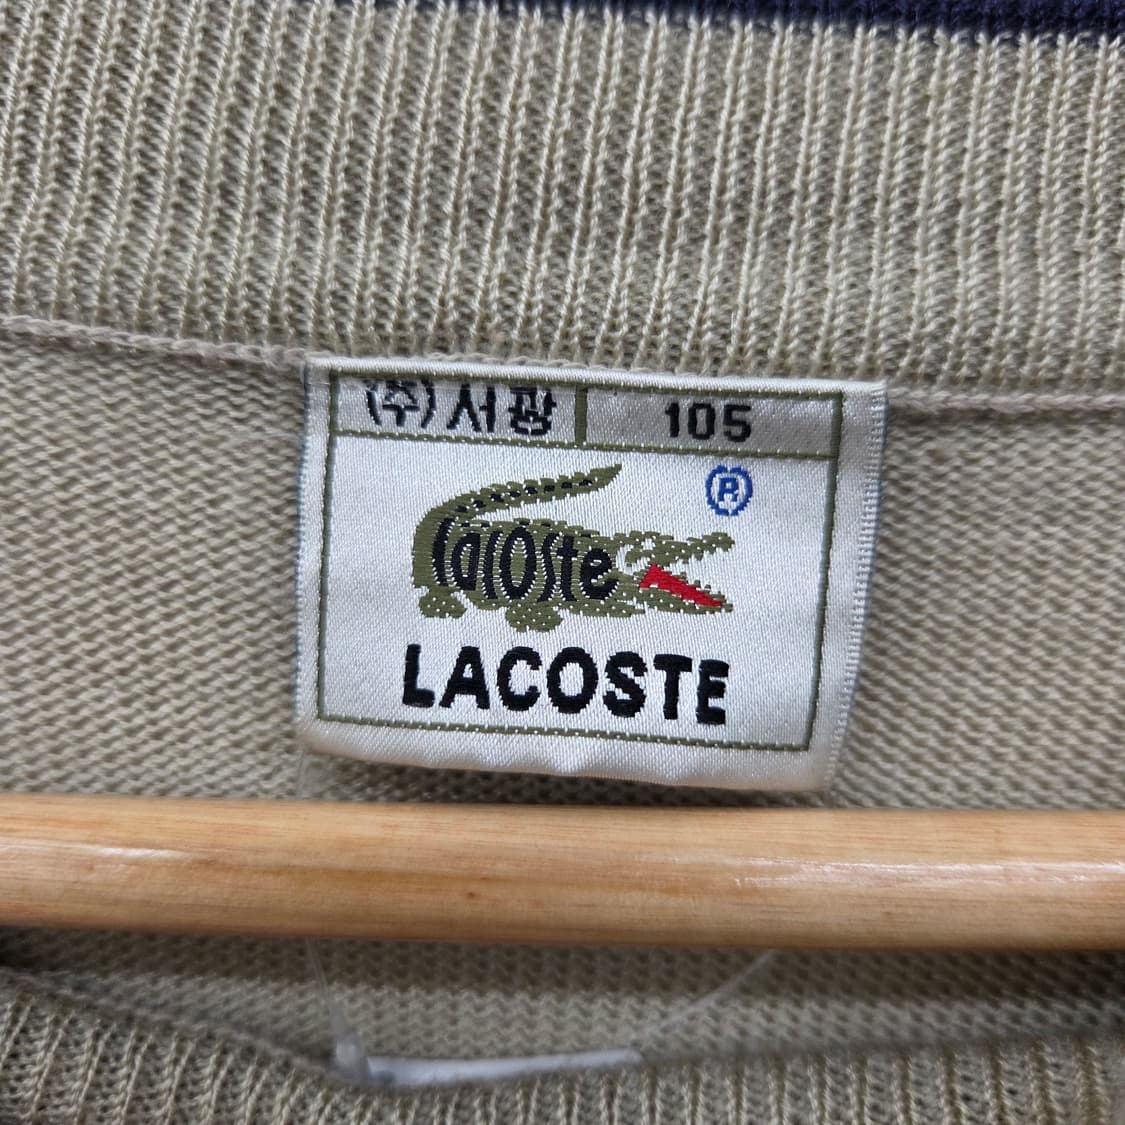 (주)서광 105
®
Lacoste
LACOSTE